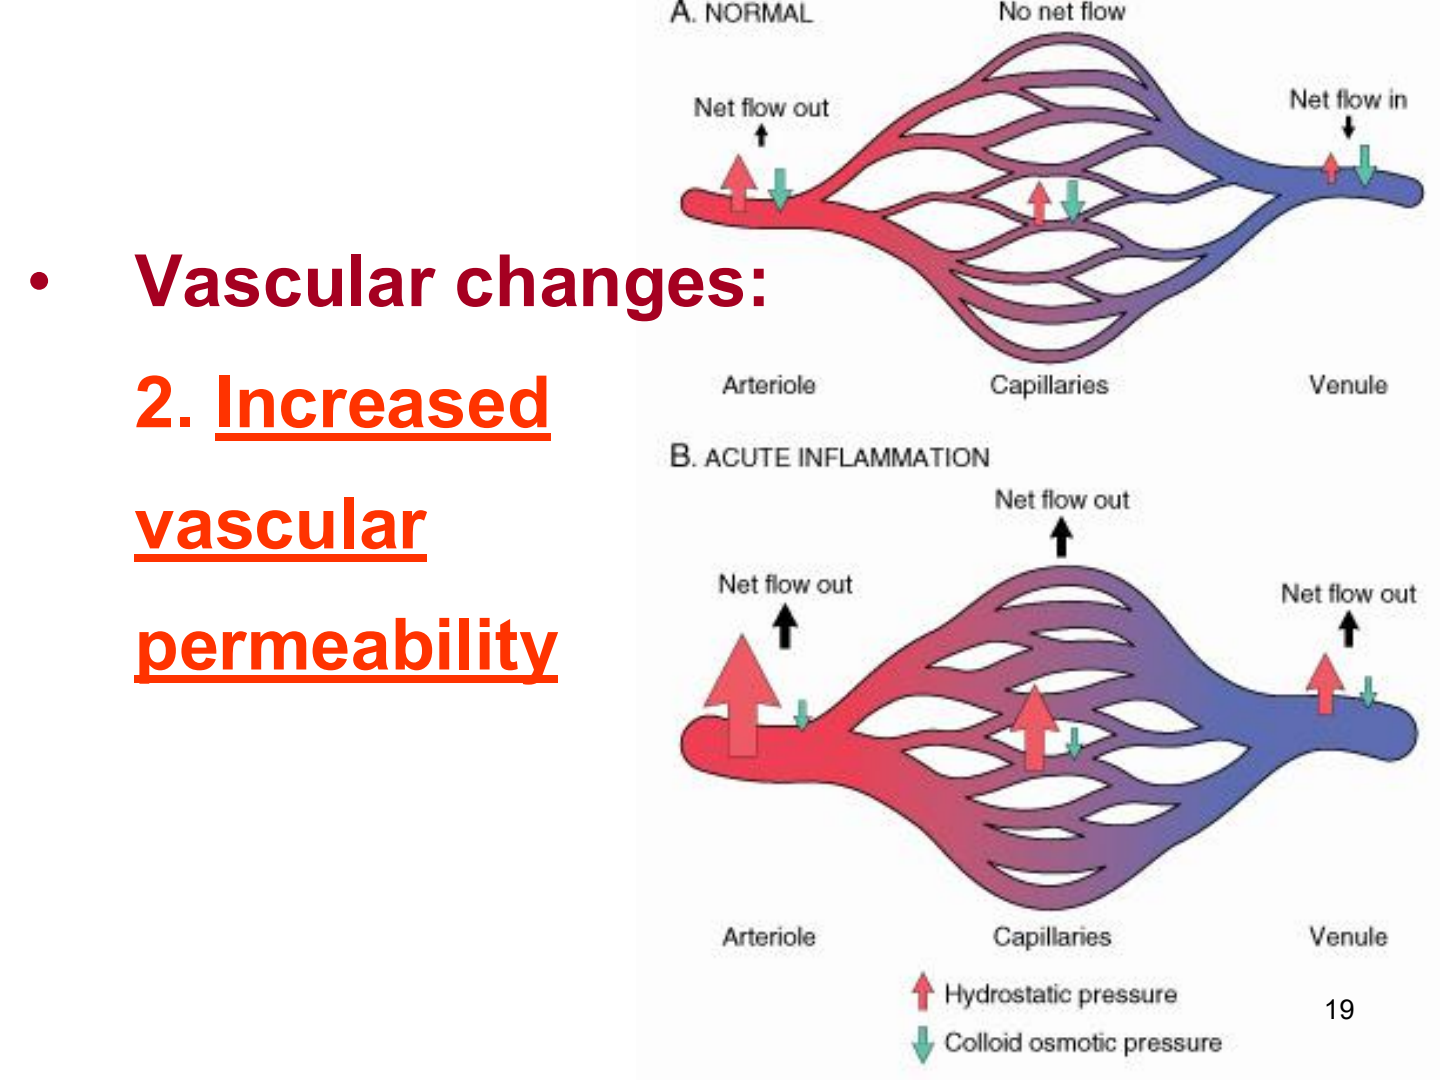 • Vascular changes:
2. Increased
vascular
permeability
A. NORMAL
No net flow
Net flow out
Net flow in
Arteriole
Capillaries
Venule
B. ACUTE INFLAMMATION
Net flow out
Net flow out
Net flow out
Arteriole
Capillaries
Venule
Hydrostatic pressure
Colloid osmotic pressure
19